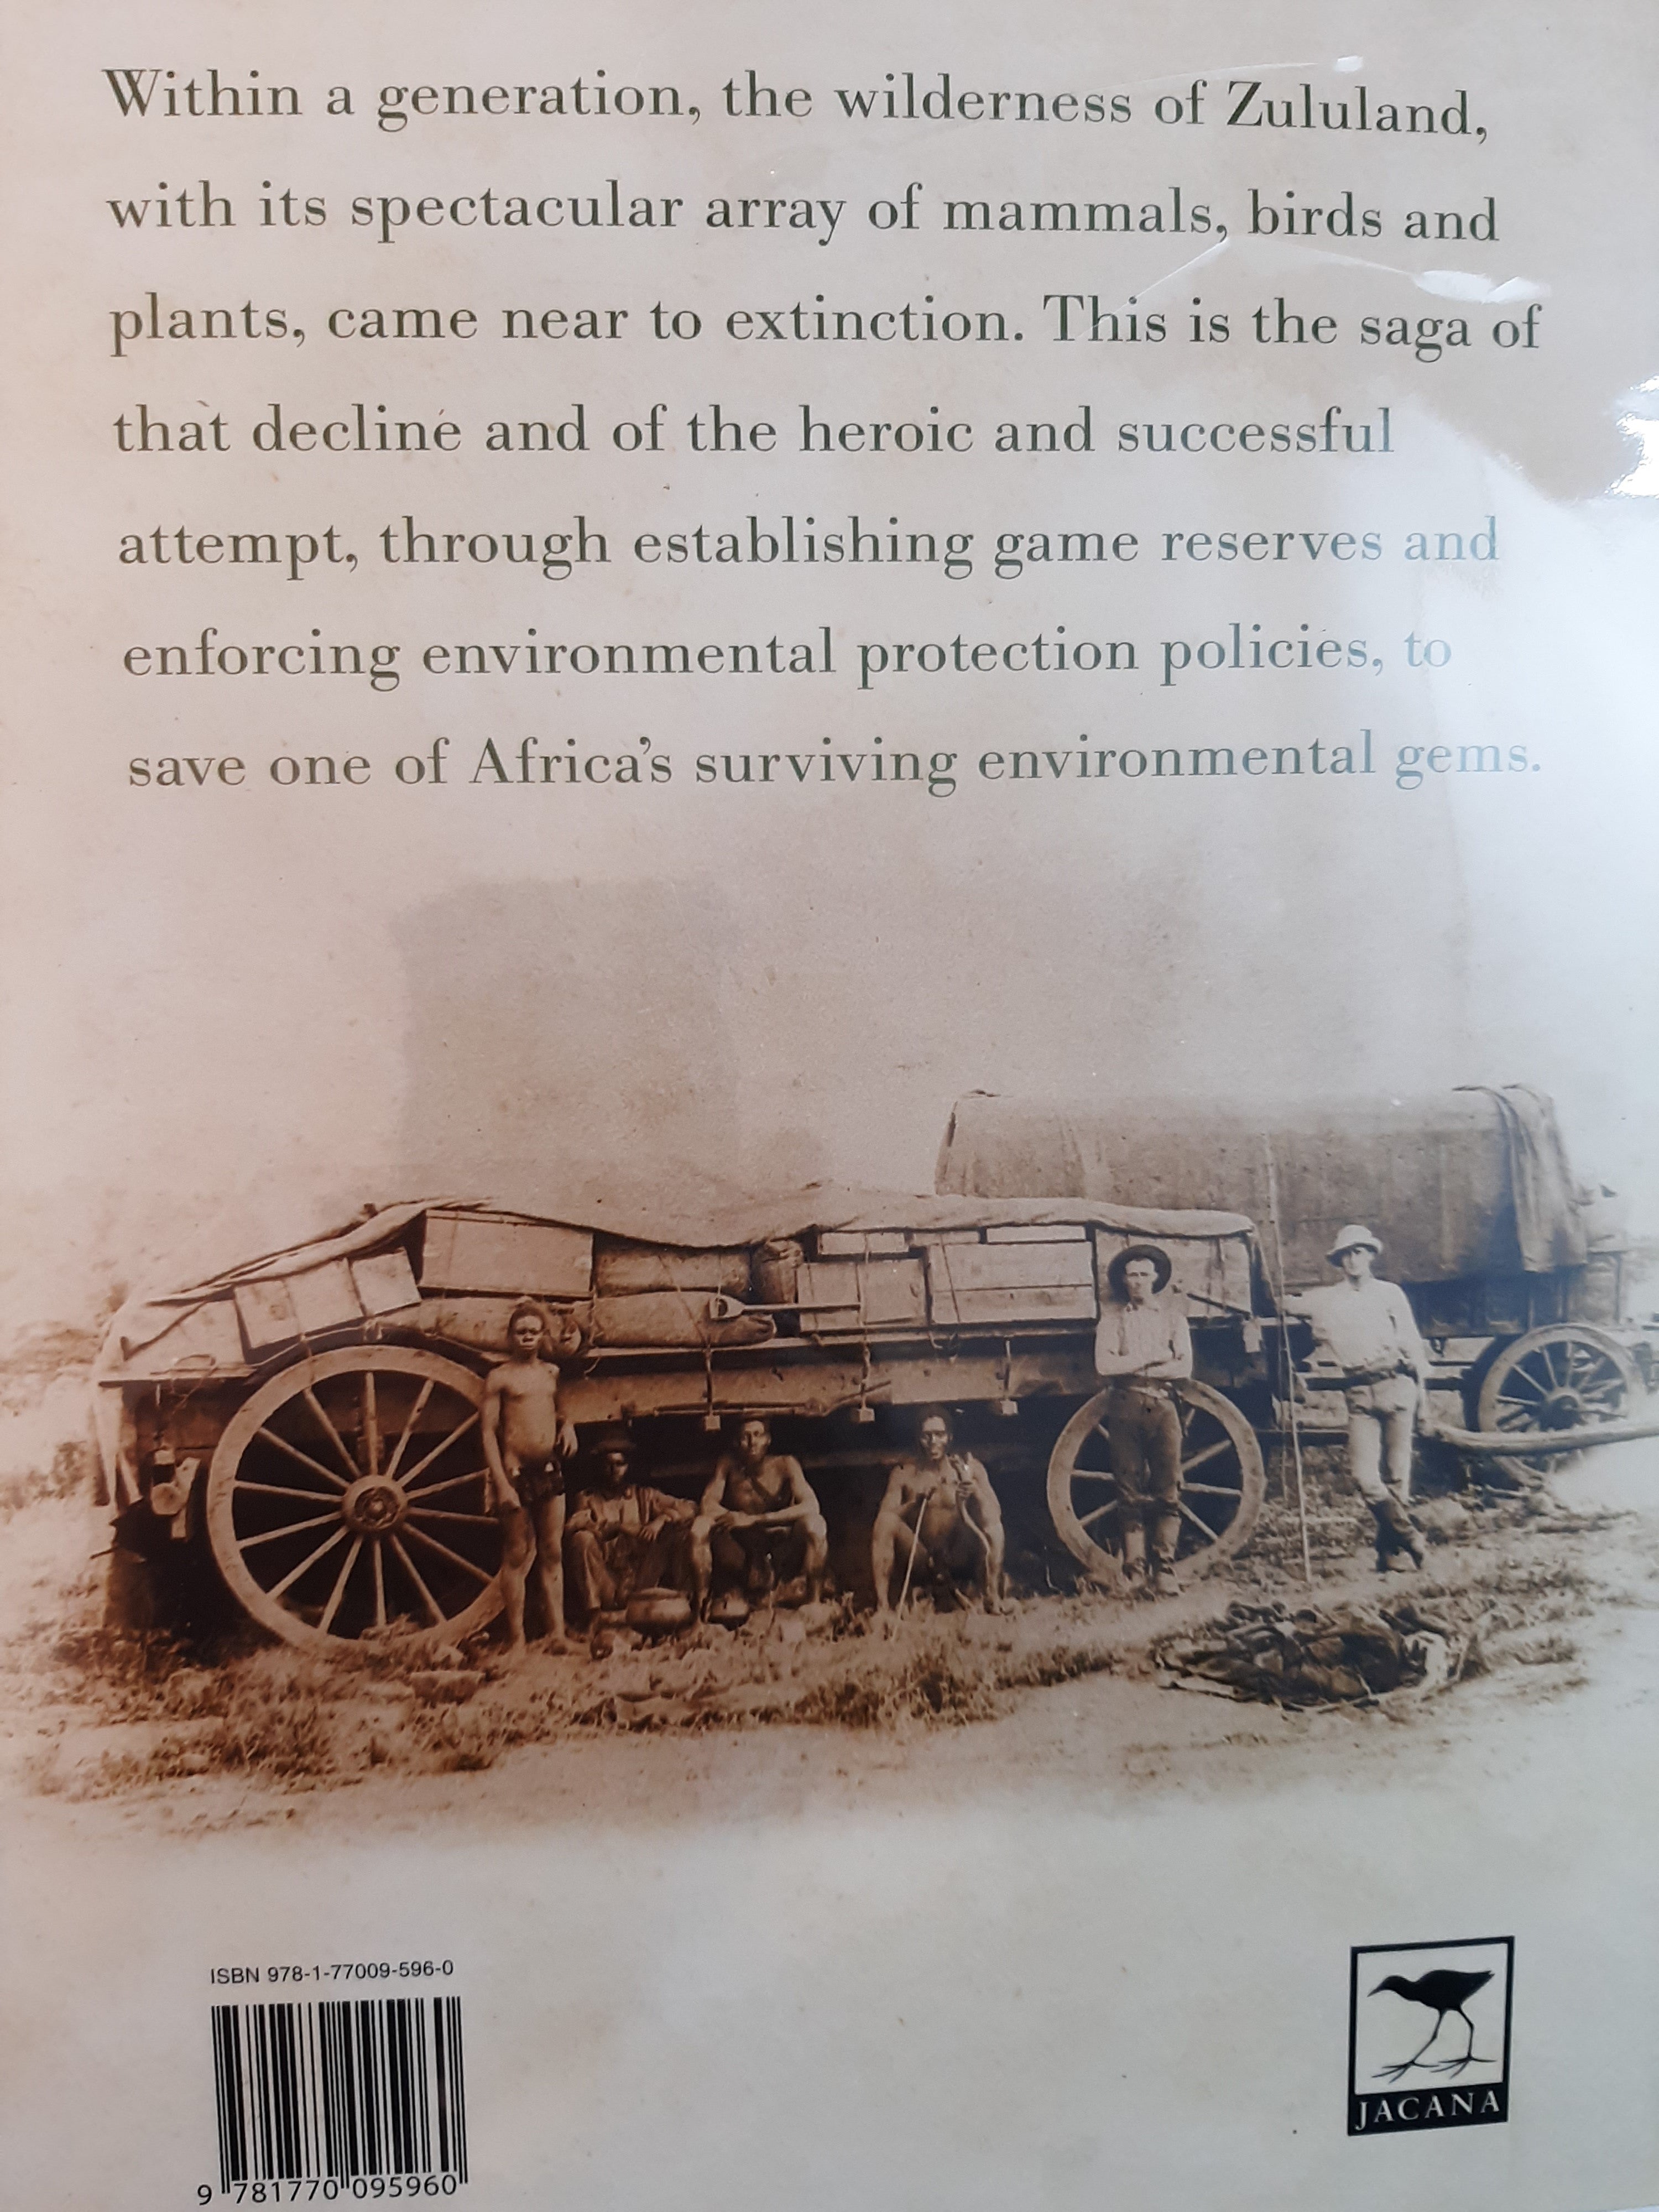 Within a generation, the wilderness of Zululand,
with its spectacular array of mammals, birds and
plants, came near to extinction. This is the saga of
that decline and of the heroic and successful
attempt, through establishing game reserves and
enforcing environmental protection policies, to
save one of Africa’s surviving environmental gems.
ISBN 978-1-77009-596-0
9 781770 095960
JACANA